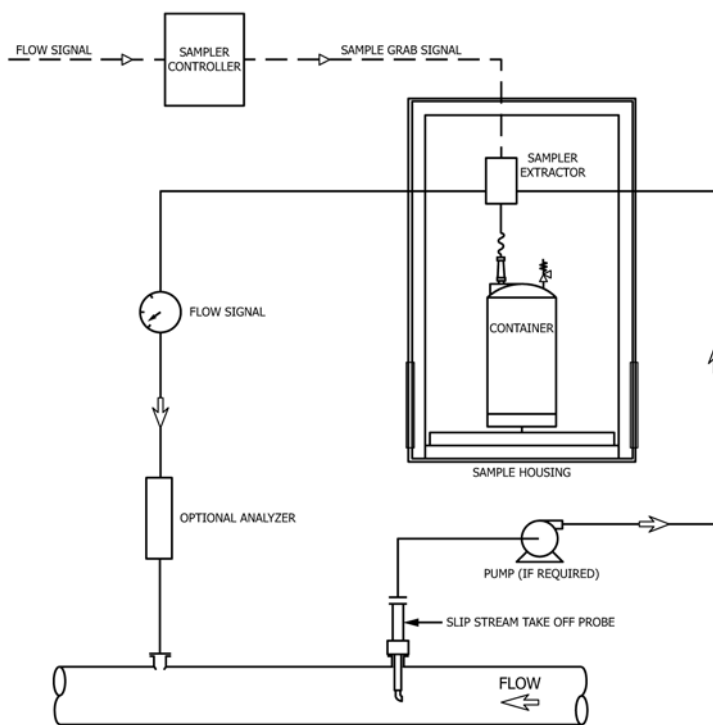 FLOW SIGNAL
SAMPLER
CONTROLLER
SAMPLE GRAB SIGNAL
SAMPLER
EXTRACTOR
FLOW SIGNAL
CONTAINER
SAMPLE HOUSING
OPTIONAL ANALYZER
PUMP (IF REQUIRED)
SLIP STREAM TAKE OFF PROBE
FLOW